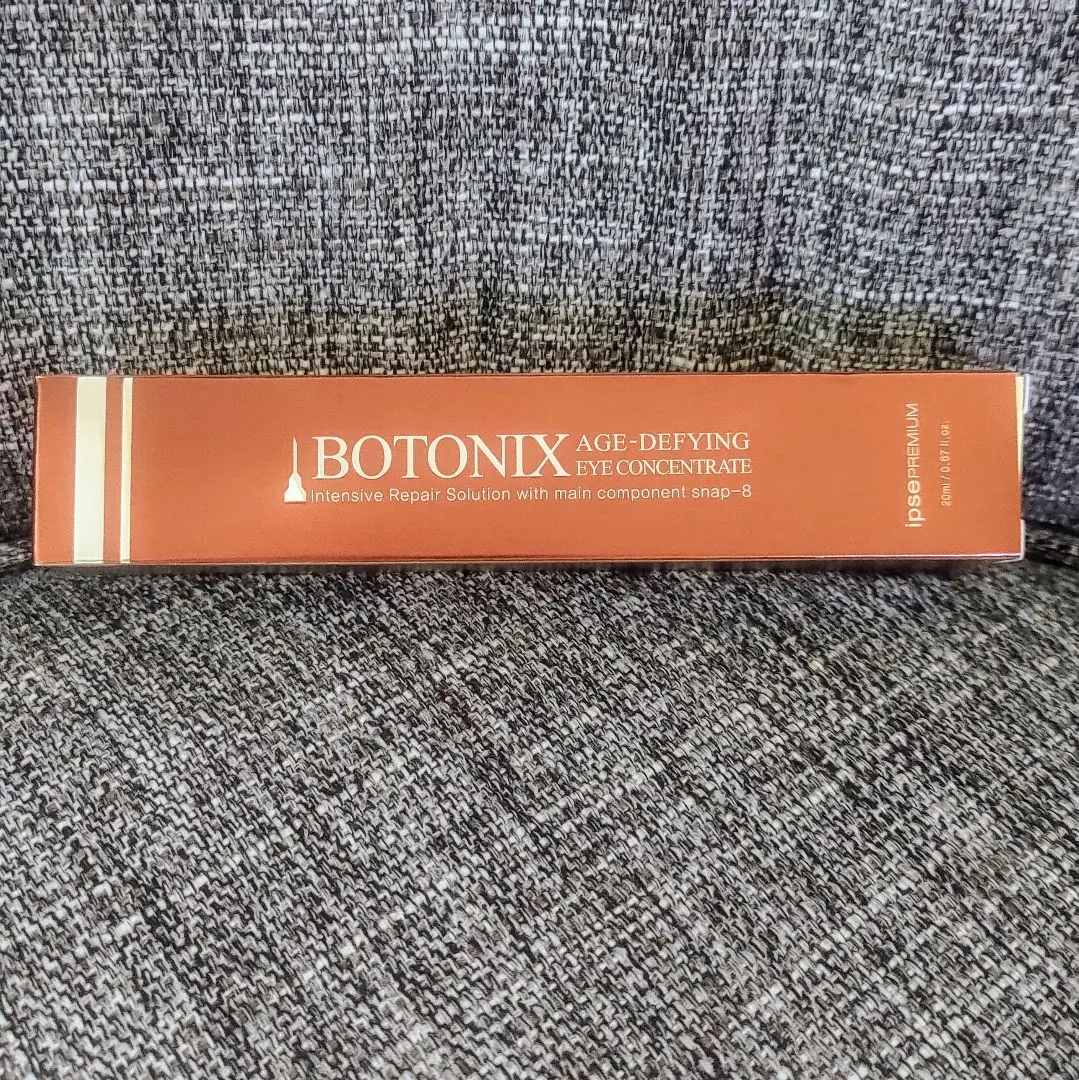 BOTONIX AGE-DEFYING
EYE CONCENTRATE
Intensive Repair Solution with main component snap-8
ipsePREMIUM
20ml / 0.67 fl.oz.